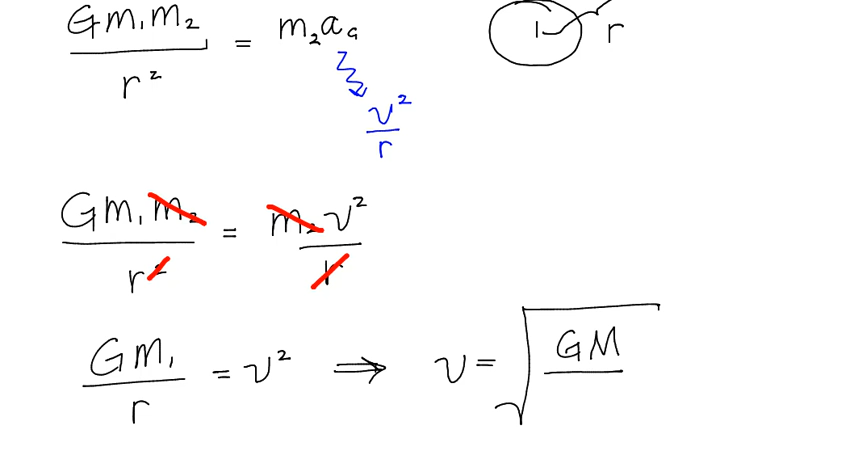 Gm₁m₂/r² = m₂a_c
1 r
v²/r
Gm₁m₂/r² = m₂v²/r
Gm₁/r = v² ⇒ v = √GM